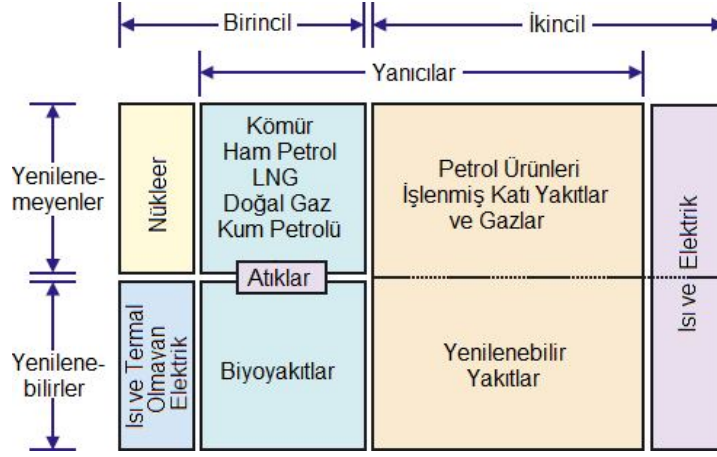 Birincil
İkincil
Yanıcılar
Yenilene-
meyenler
Nükleer
Kömür
Ham Petrol
LNG
Doğal Gaz
Kum Petrolü
Petrol Ürünleri
İşlenmiş Katı Yakıtlar
ve Gazlar
Isı ve Elektrik
Atıklar
Yenilene-
bilirler
Isı ve Termal
Olmayan
Elektrik
Biyoyakıtlar
Yenilenebilir
Yakıtlar